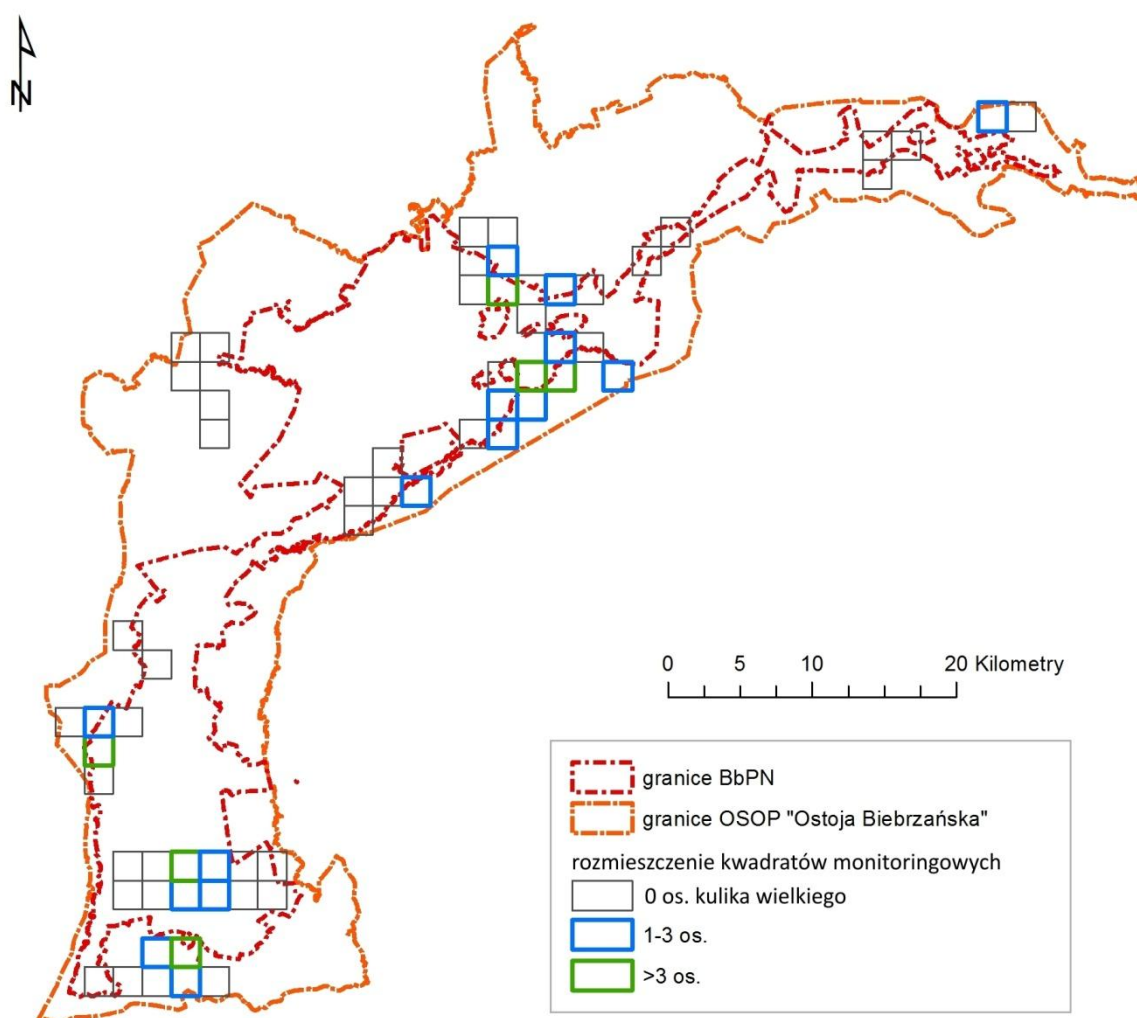 N
0 5 10 20 Kilometry
granice BbPN
granice OSOP "Ostoja Biebrzańska"
rozmieszczenie kwadratów monitoringowych
0 os. kulika wielkiego
1-3 os.
>3 os.